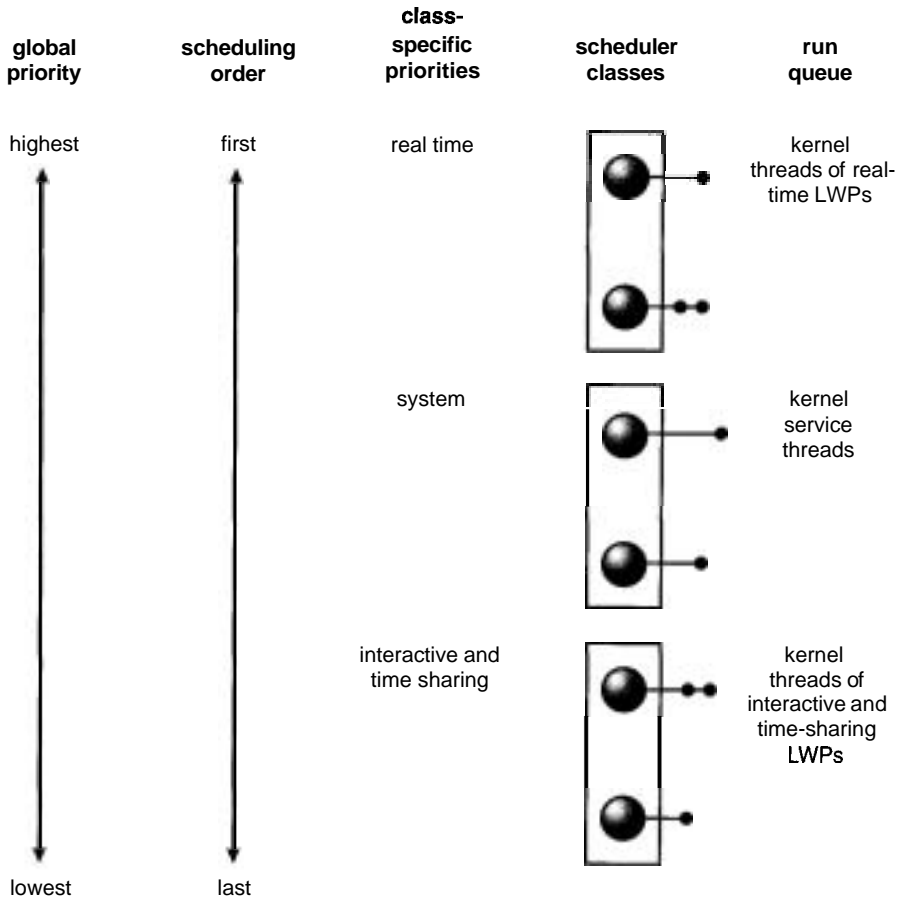 global
priority
scheduling
order
class-
specific
priorities
scheduler
classes
run
queue
highest
first
real time
kernel
threads of real-
time LWPs
system
kernel
service
threads
interactive and
time sharing
kernel
threads of
interactive and
time-sharing
LWPs
lowest
last